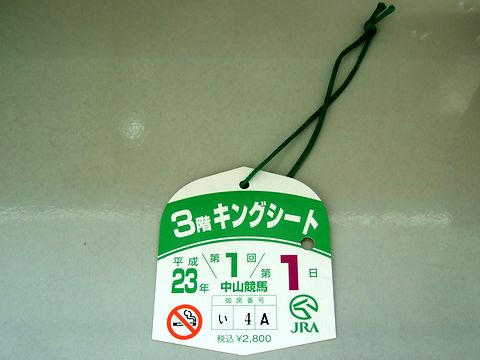 3階キングシート
平成23年 第1回 中山競馬 第1日
御席番号
い 4 A
JRA
税込¥2,800